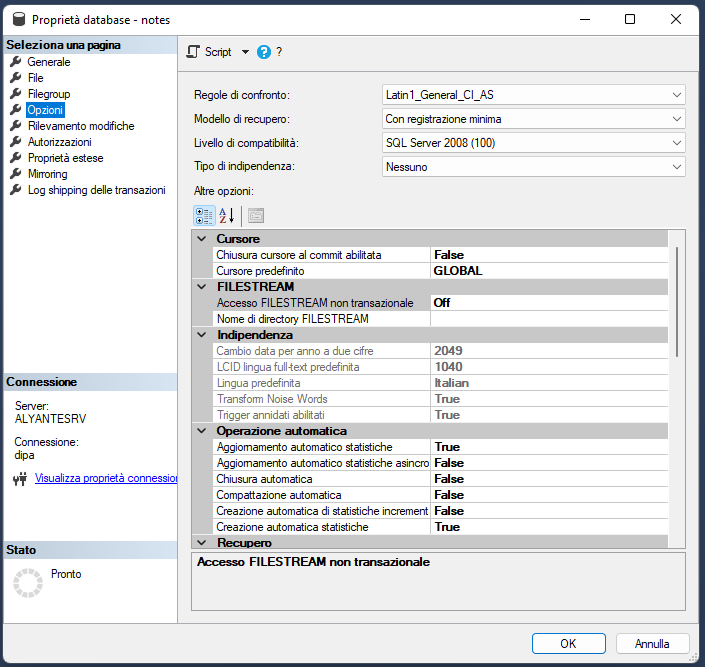 Proprietà database - notes
Seleziona una pagina
Generale
File
Filegroup
Opzioni
Rilevamento modifiche
Autorizzazioni
Proprietà estese
Mirroring
Log shipping delle transazioni
Connessione
Server:
ALYANTESRV
Connessione:
dipa
Visualizza proprietà connession
Stato
Pronto
Script ?
Regole di confronto: Latin1_General_CI_AS
Modello di recupero: Con registrazione minima
Livello di compatibilità: SQL Server 2008 (100)
Tipo di indipendenza: Nessuno
Altre opzioni:
Cursore
Chiusura cursore al commit abilitata False
Cursore predefinito GLOBAL
FILESTREAM
Accesso FILESTREAM non transazionale Off
Nome di directory FILESTREAM
Indipendenza
Cambio data per anno a due cifre 2049
LCID lingua full-text predefinita 1040
Lingua predefinita Italian
Transform Noise Words True
Trigger annidati abilitati True
Operazione automatica
Aggiornamento automatico statistiche True
Aggiornamento automatico statistiche asincro False
Chiusura automatica False
Compattazione automatica False
Creazione automatica di statistiche increment False
Creazione automatica statistiche True
Recupero
Accesso FILESTREAM non transazionale
OK Annulla